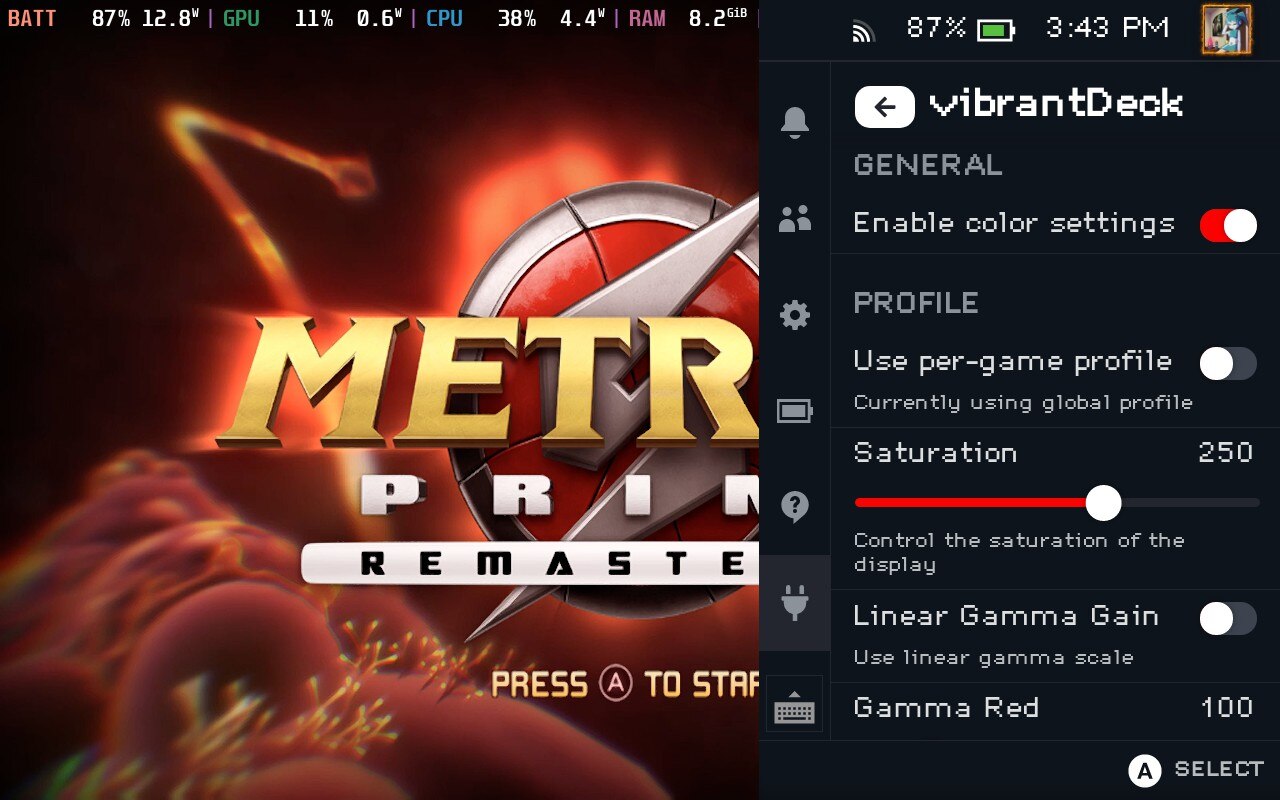 BATT 87% 12.8W | GPU 11% 0.6W | CPU 38% 4.4W | RAM 8.2GiB
METR
PRIM
REMASTE
PRESS A TO STAR
87% 3:43 PM
vibrantDeck
GENERAL
Enable color settings
PROFILE
Use per-game profile
Currently using global profile
Saturation 250
Control the saturation of the
display
Linear Gamma Gain
Use linear gamma scale
Gamma Red 100
A SELECT